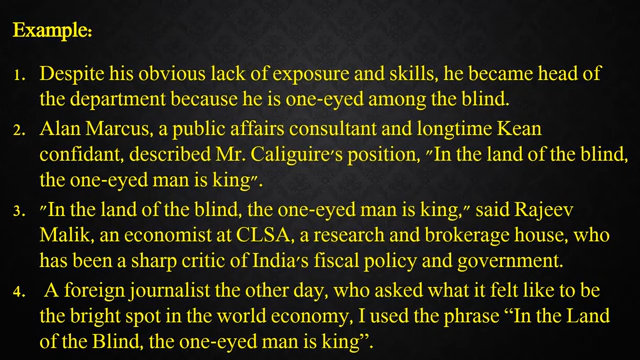 Example:
1. Despite his obvious lack of exposure and skills, he became head of
the department because he is one-eyed among the blind.
2. Alan Marcus, a public affairs consultant and longtime Kean
confidant, described Mr. Caliguire's position, "In the land of the blind,
the one-eyed man is king".
3. "In the land of the blind, the one-eyed man is king," said Rajeev
Malik, an economist at CLSA, a research and brokerage house, who
has been a sharp critic of India's fiscal policy and government.
4. A foreign journalist the other day, who asked what it felt like to be
the bright spot in the world economy, I used the phrase “In the Land
of the Blind, the one-eyed man is king”.